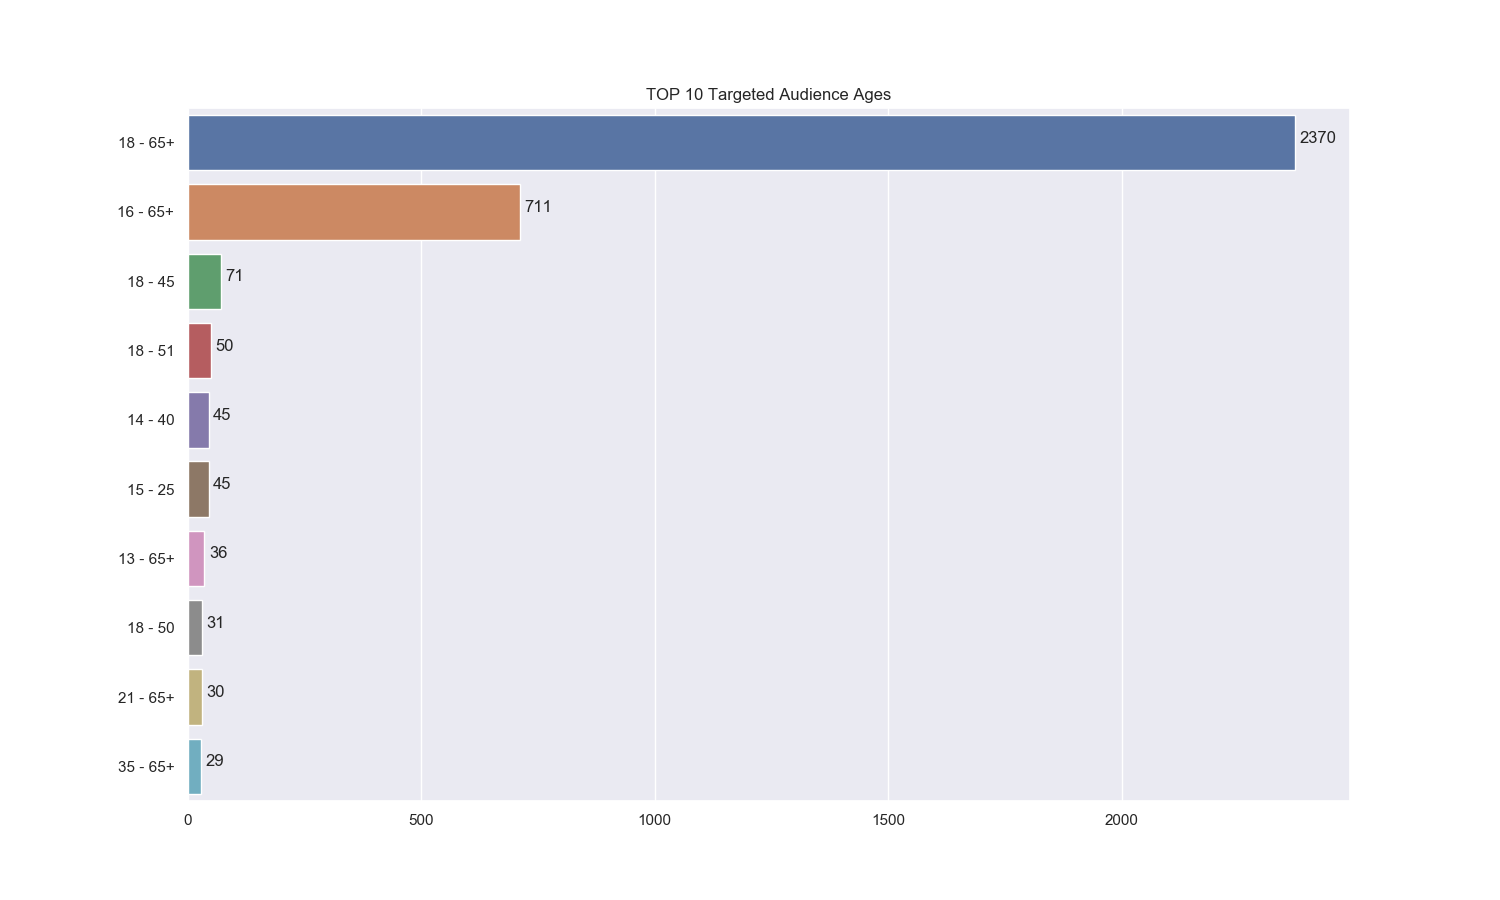 TOP 10 Targeted Audience Ages
18 - 65+ 2370
16 - 65+ 711
18 - 45 71
18 - 51 50
14 - 40 45
15 - 25 45
13 - 65+ 36
18 - 50 31
21 - 65+ 30
35 - 65+ 29
0 500 1000 1500 2000